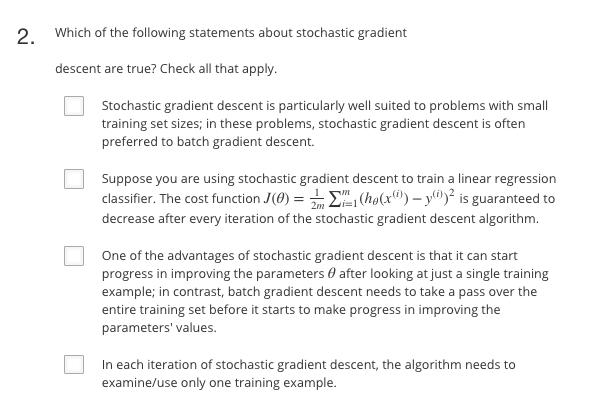 2. Which of the following statements about stochastic gradient
descent are true? Check all that apply.
Stochastic gradient descent is particularly well suited to problems with small
training set sizes; in these problems, stochastic gradient descent is often
preferred to batch gradient descent.
Suppose you are using stochastic gradient descent to train a linear regression
classifier. The cost function J(θ) = 1/2m ∑ᵐᵢ₌₁(hθ(x⁽ⁱ⁾) − y⁽ⁱ⁾)² is guaranteed to
decrease after every iteration of the stochastic gradient descent algorithm.
One of the advantages of stochastic gradient descent is that it can start
progress in improving the parameters θ after looking at just a single training
example; in contrast, batch gradient descent needs to take a pass over the
entire training set before it starts to make progress in improving the
parameters' values.
In each iteration of stochastic gradient descent, the algorithm needs to
examine/use only one training example.